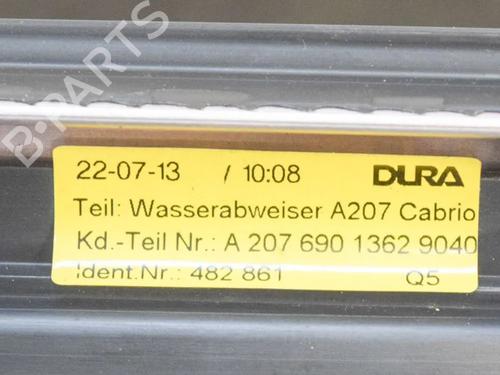 B-PARTS
22-07-13 / 10:08 DURA
Teil: Wasserabweiser A207 Cabrio
Kd.-Teil Nr.: A 207 690 1362 9040
Ident.Nr.: 482 861 Q5